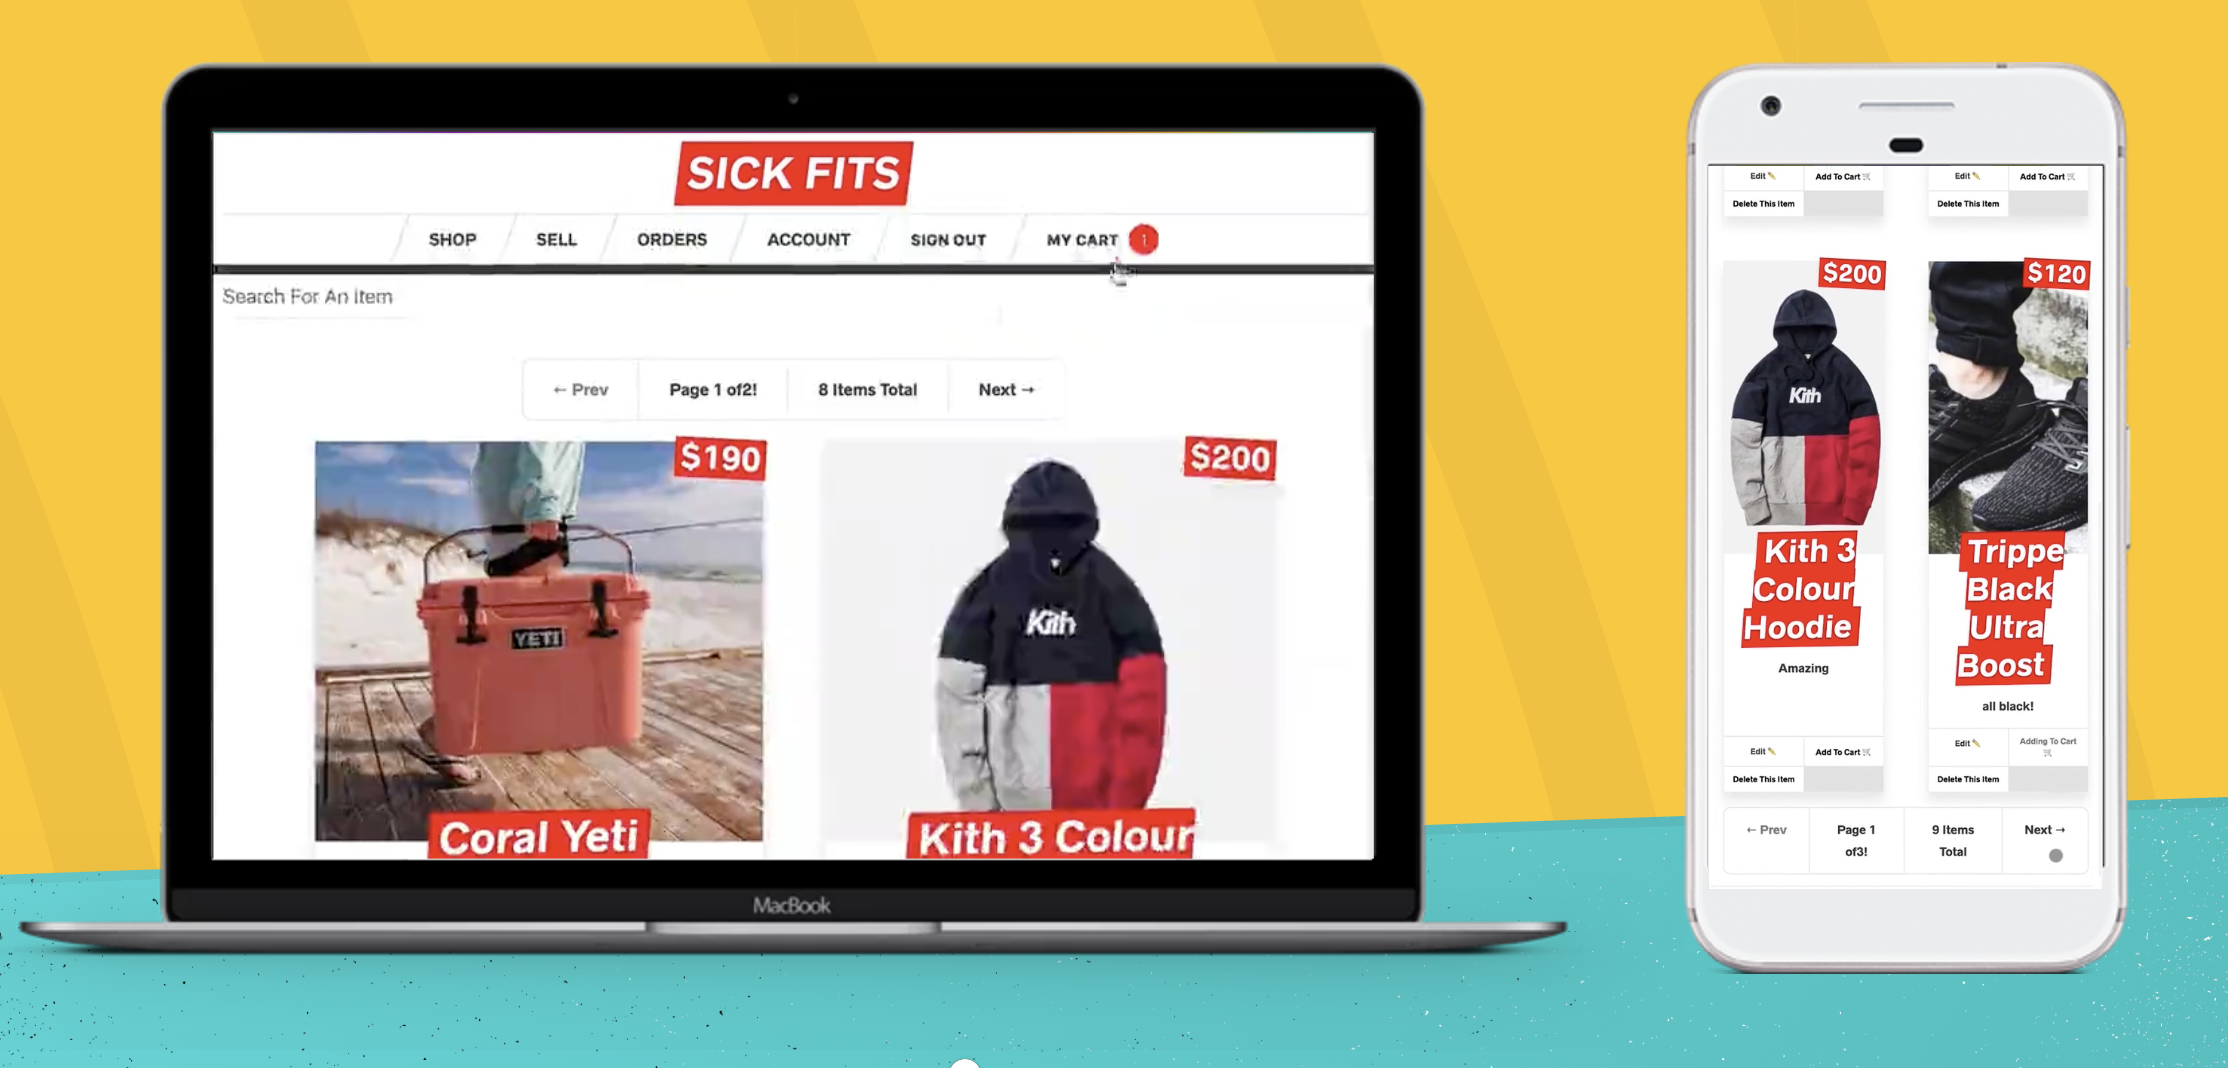 SICK FITS
SHOP SELL ORDERS ACCOUNT SIGN OUT MY CART 1
Search For An Item
← Prev Page 1 of2! 8 Items Total Next →
$190
$200
YETI
Kith
Coral Yeti
Kith 3 Colour
MacBook
Edit ✏️ Add To Cart 🛒
Delete This Item
Edit ✏️ Add To Cart 🛒
Delete This Item
$200
Kith
Kith 3
Colour
Hoodie
Amazing
Edit ✏️ Add To Cart 🛒
Delete This Item
$120
Trippe
Black
Ultra
Boost
all black!
Edit ✏️ Adding To Cart
🛒
Delete This Item
← Prev Page 1 9 Items Next →
of3! Total